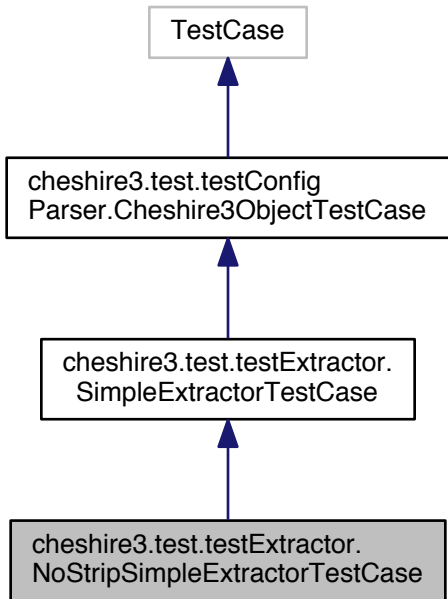 TestCase
cheshire3.test.testConfig
Parser.Cheshire3ObjectTestCase
cheshire3.test.testExtractor.
SimpleExtractorTestCase
cheshire3.test.testExtractor.
NoStripSimpleExtractorTestCase